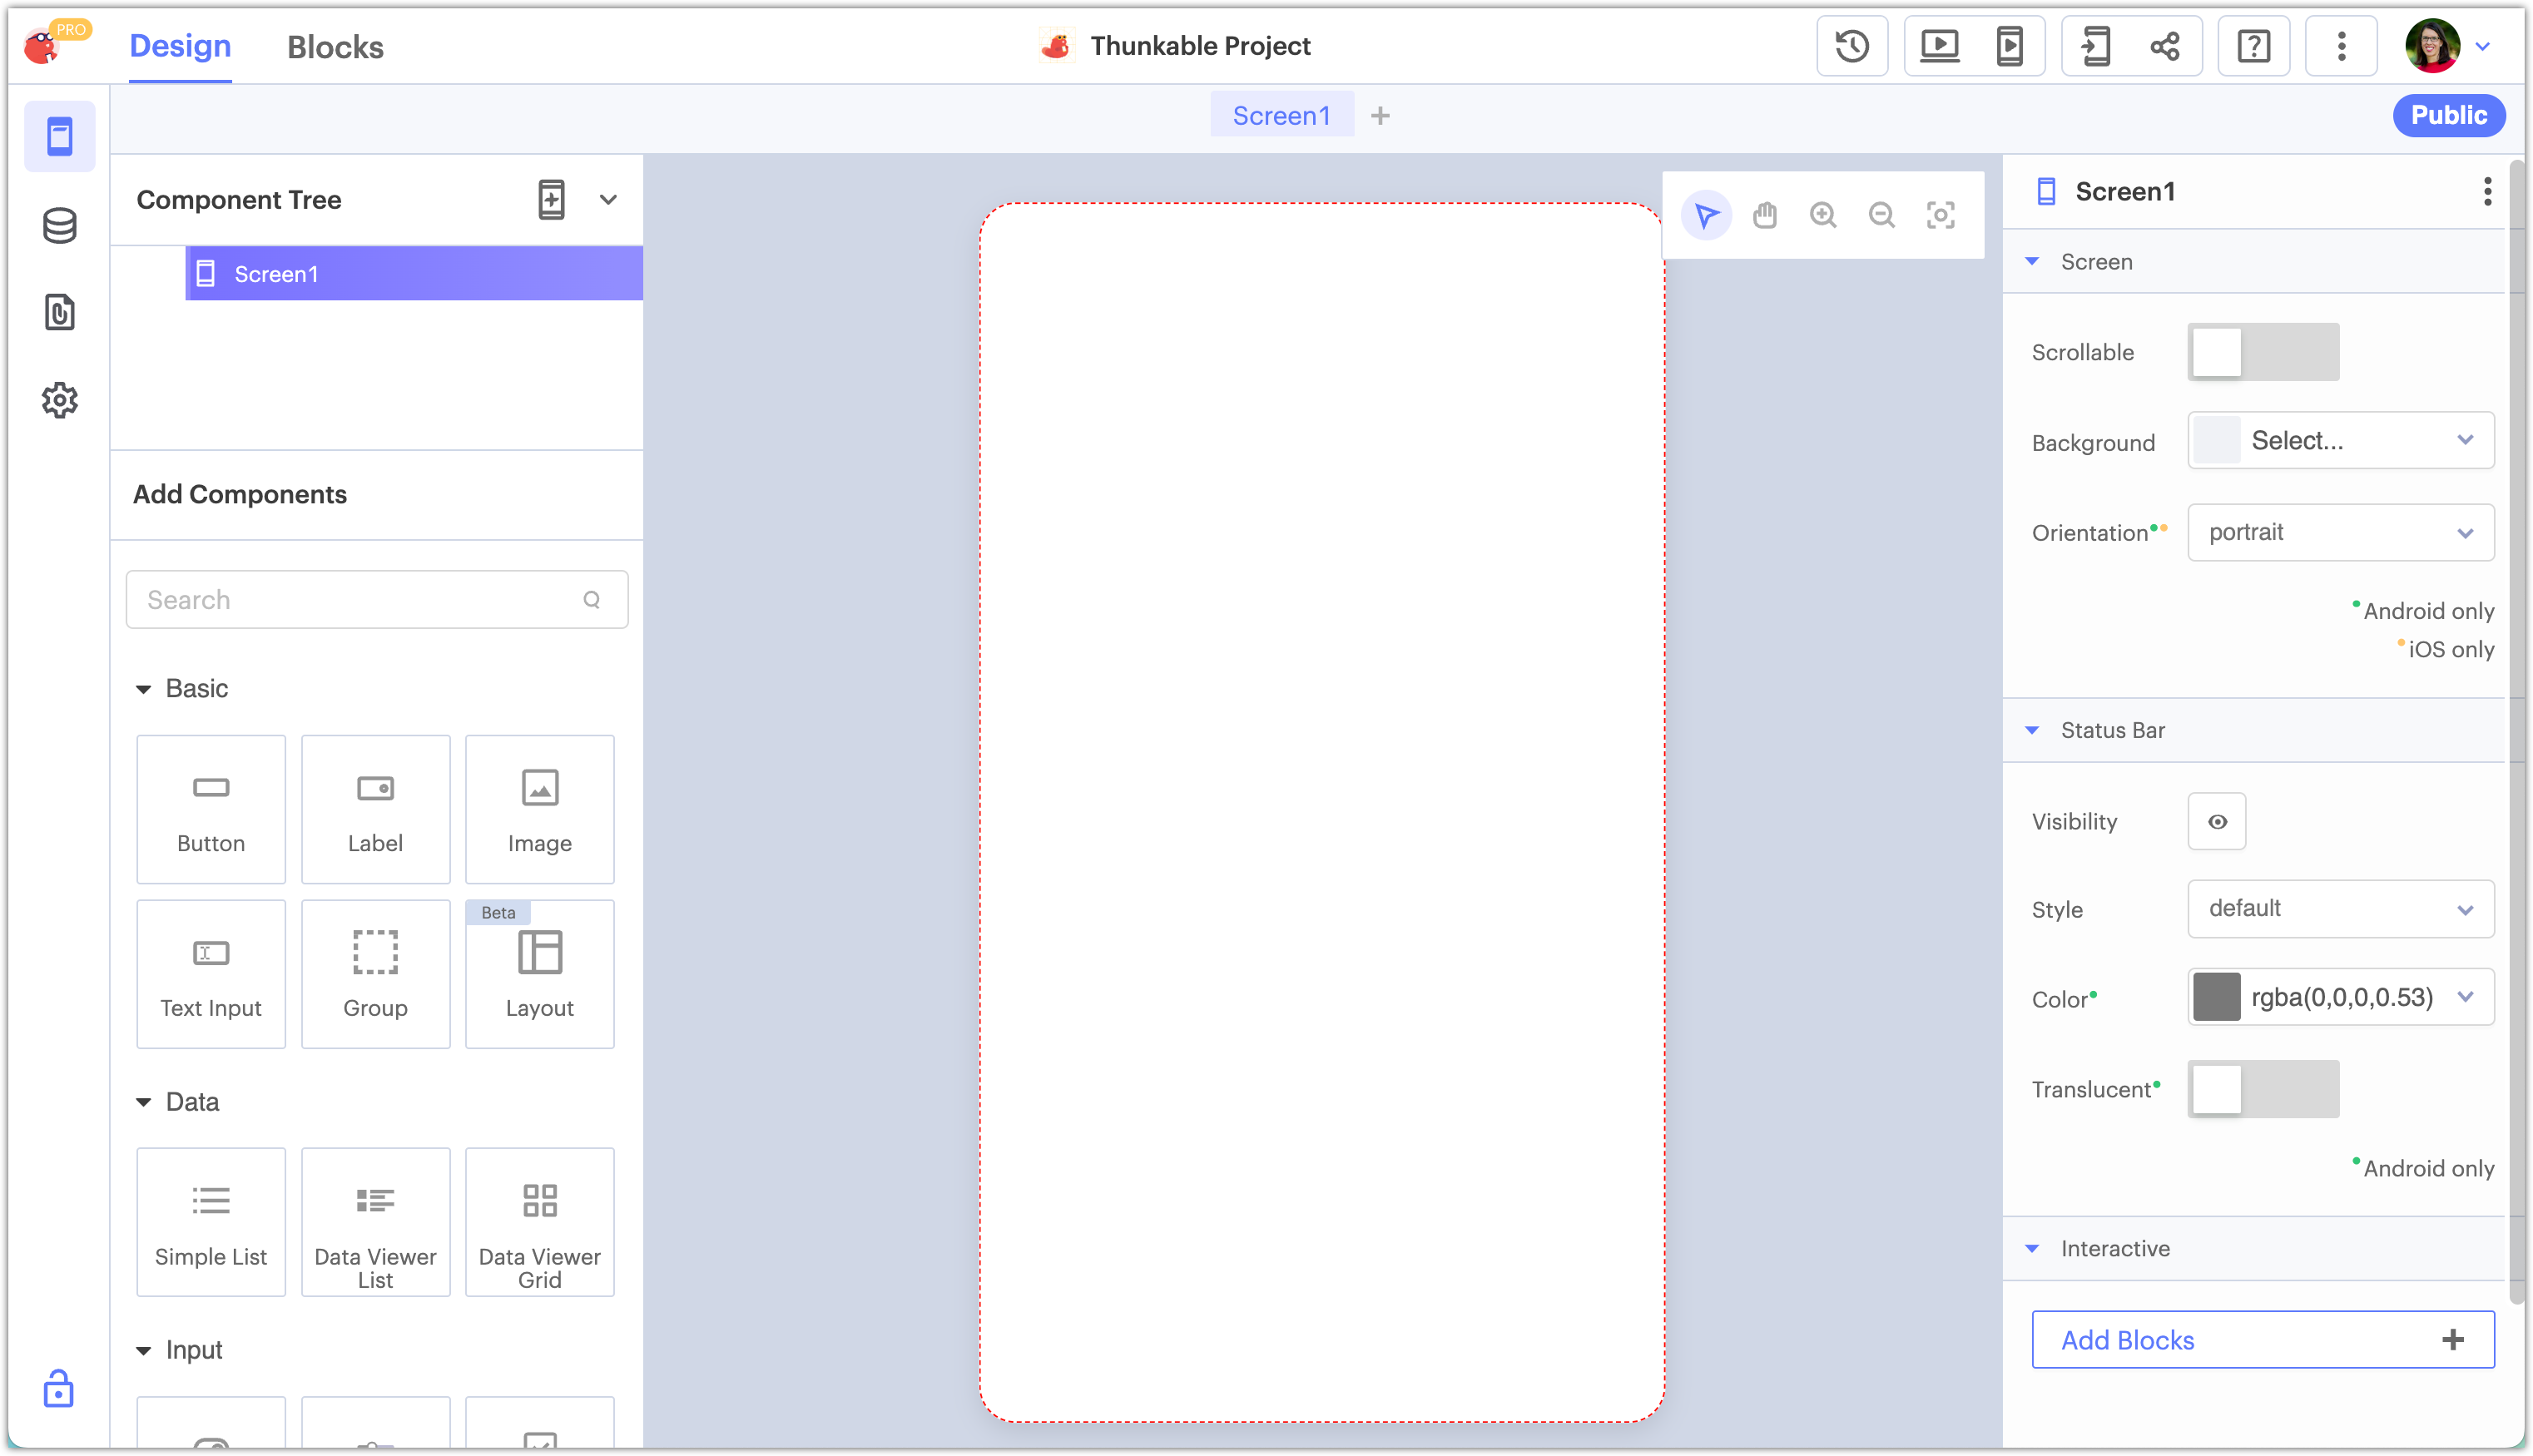 PRO
Design
Blocks
Thunkable Project
Screen1
Public
Component Tree
Screen1
Add Components
Search
Basic
Button
Label
Image
Text Input
Group
Beta
Layout
Data
Simple List
Data Viewer
List
Data Viewer
Grid
Input
Screen1
Screen
Scrollable
Background
Select...
Orientation
portrait
Android only
iOS only
Status Bar
Visibility
Style
default
Color
rgba(0,0,0,0.53)
Translucent
Android only
Interactive
Add Blocks